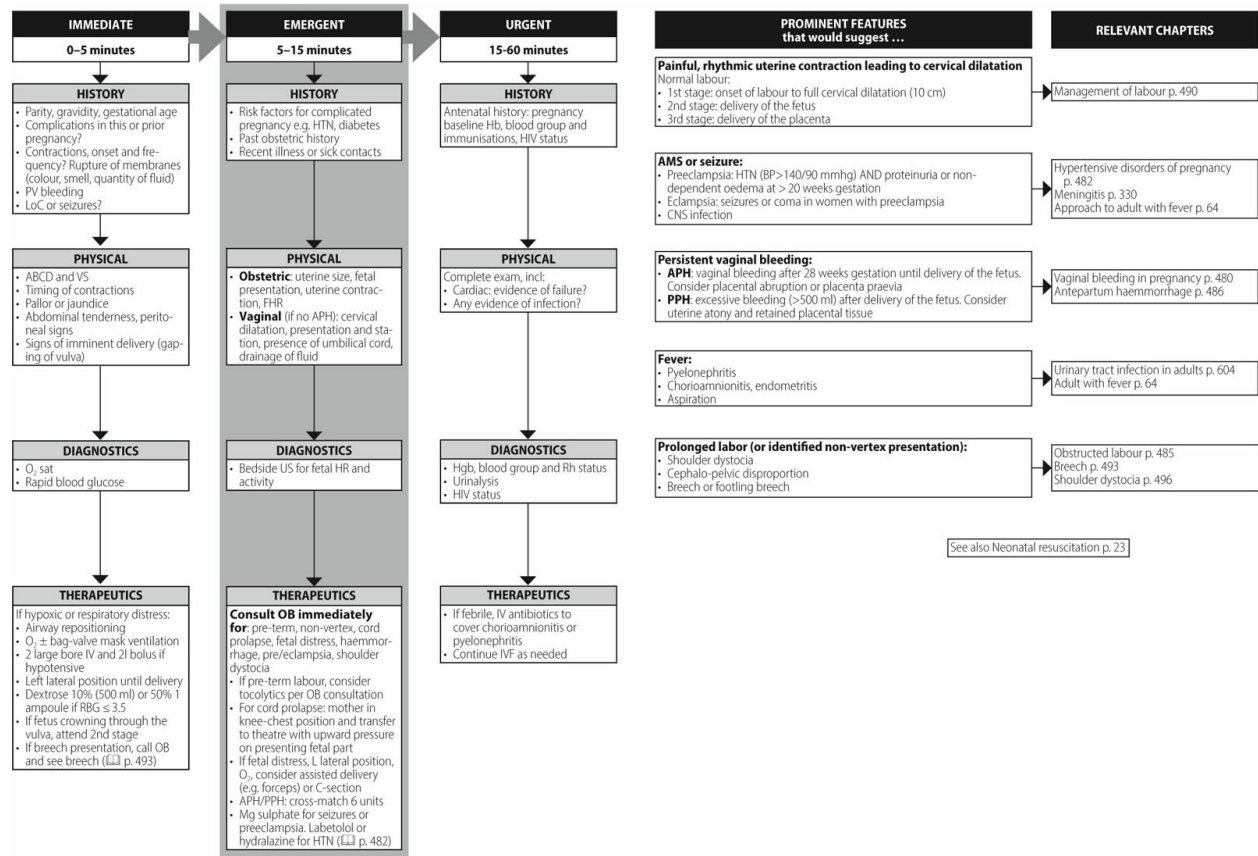 IMMEDIATE
0–5 minutes
HISTORY
• Parity, gravidity, gestational age
• Complications in this or prior
pregnancy?
• Contractions, onset and fre-
quency? Rupture of membranes
(colour, smell, quantity of fluid)
• PV bleeding
• LoC or seizures?
PHYSICAL
• ABCD and VS
• Timing of contractions
• Pallor or jaundice
• Abdominal tenderness, perito-
neal signs
• Signs of imminent delivery (gap-
ing of vulva)
DIAGNOSTICS
• O₂ sat
• Rapid blood glucose
THERAPEUTICS
If hypoxic or respiratory distress:
• Airway repositioning
• O₂ ± bag-valve mask ventilation
• 2 large bore IV and 2l bolus if
hypotensive
• Left lateral position until delivery
• Dextrose 10% (500 ml) or 50% 1
ampoule if RBG ≤ 3.5
• If fetus crowning through the
vulva, attend 2nd stage
• If breech presentation, call OB
and see breech (📖 p. 493)
EMERGENT
5–15 minutes
HISTORY
• Risk factors for complicated
pregnancy e.g. HTN, diabetes
• Past obstetric history
• Recent illness or sick contacts
PHYSICAL
• Obstetric: uterine size, fetal
presentation, uterine contrac-
tion, FHR
• Vaginal (if no APH): cervical
dilatation, presentation and sta-
tion, presence of umbilical cord,
drainage of fluid
DIAGNOSTICS
• Bedside US for fetal HR and
activity
THERAPEUTICS
Consult OB immediately
for: pre-term, non-vertex, cord
prolapse, fetal distress, haemmor-
rhage, pre/eclampsia, shoulder
dystocia
• If pre-term labour, consider
tocolytics per OB consultation
• For cord prolapse: mother in
knee-chest position and transfer
to theatre with upward pressure
on presenting fetal part
• If fetal distress, L lateral position,
O₂, consider assisted delivery
(e.g. forceps) or C-section
• APH/PPH: cross-match 6 units
• Mg sulphate for seizures or
preeclampsia. Labetolol or
hydralazine for HTN (📖 p. 482)
URGENT
15-60 minutes
HISTORY
Antenatal history: pregnancy
baseline Hb, blood group and
immunisations, HIV status
PHYSICAL
Complete exam, incl:
• Cardiac: evidence of failure?
• Any evidence of infection?
DIAGNOSTICS
• Hgb, blood group and Rh status
• Urinalysis
• HIV status
THERAPEUTICS
• If febrile, IV antibiotics to
cover chorioamnionitis or
pyelonephritis
• Continue IVF as needed
PROMINENT FEATURES
that would suggest ...
Painful, rhythmic uterine contraction leading to cervical dilatation
Normal labour:
• 1st stage: onset of labour to full cervical dilatation (10 cm)
• 2nd stage: delivery of the fetus
• 3rd stage: delivery of the placenta
AMS or seizure:
• Preeclampsia: HTN (BP>140/90 mmhg) AND proteinuria or non-
dependent oedema at > 20 weeks gestation
• Eclampsia: seizures or coma in women with preeclampsia
• CNS infection
Persistent vaginal bleeding:
• APH: vaginal bleeding after 28 weeks gestation until delivery of the fetus.
Consider placental abruption or placenta praevia
• PPH: excessive bleeding (>500 ml) after delivery of the fetus. Consider
uterine atony and retained placental tissue
Fever:
• Pyelonephritis
• Chorioamnionitis, endometritis
• Aspiration
Prolonged labor (or identified non-vertex presentation):
• Shoulder dystocia
• Cephalo-pelvic disproportion
• Breech or footling breech
RELEVANT CHAPTERS
Management of labour p. 490
Hypertensive disorders of pregnancy
p. 482
Meningitis p. 330
Approach to adult with fever p. 64
Vaginal bleeding in pregnancy p. 480
Antepartum haemmorrhage p. 486
Urinary tract infection in adults p. 604
Adult with fever p. 64
Obstructed labour p. 485
Breech p. 493
Shoulder dystocia p. 496
See also Neonatal resuscitation p. 23